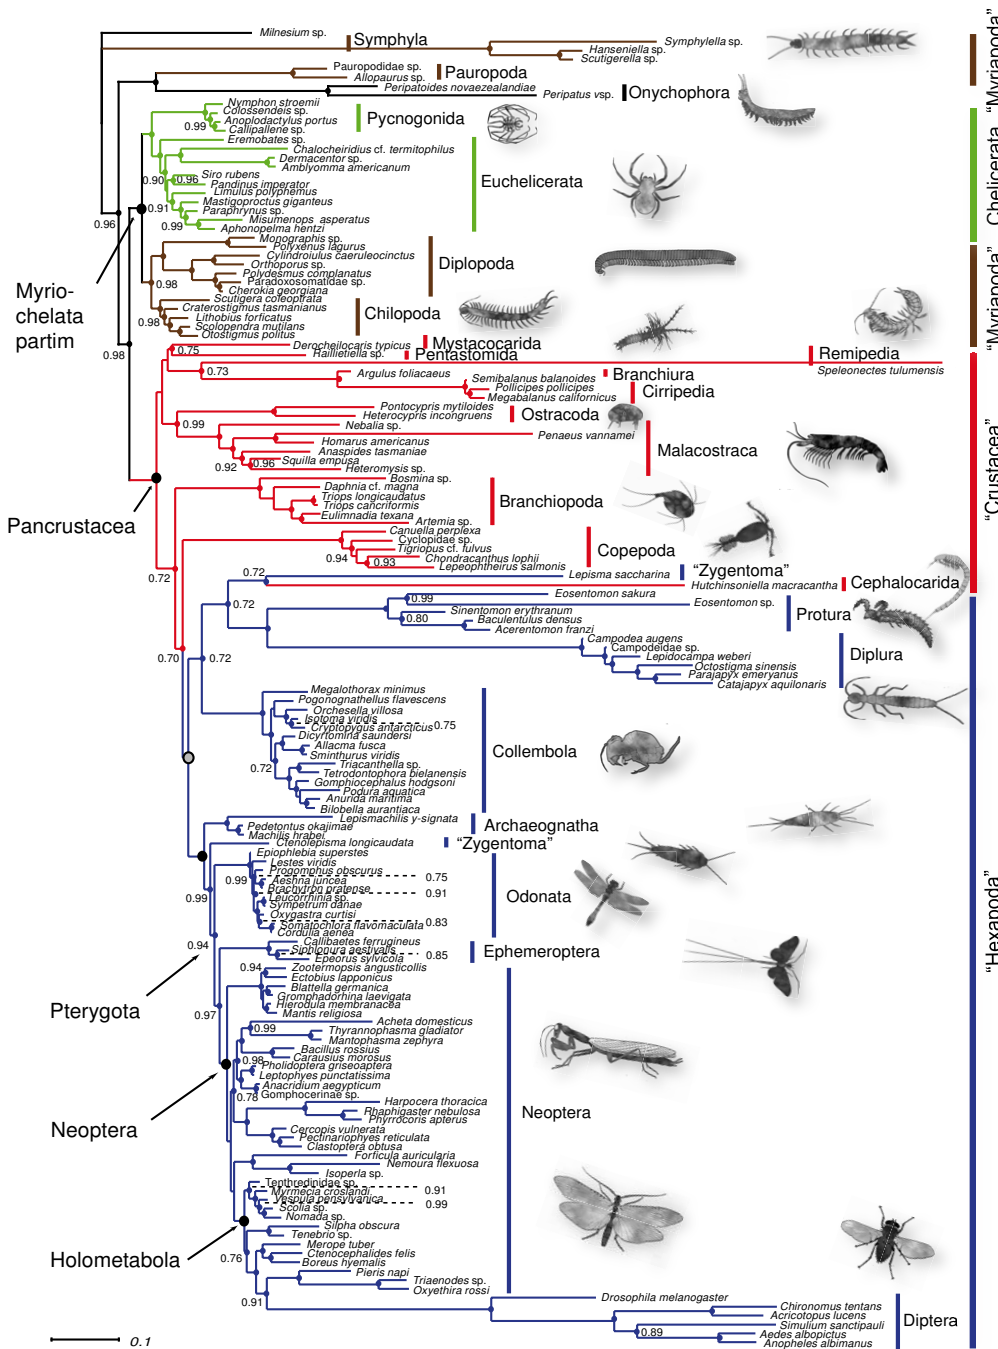 Milnesium sp.
Symphyla
Symphylella sp.
Hanseniella sp.
Scutigerella sp.
"Myriapoda"
Pauropodidae sp.
Allopaurus sp.
Pauropoda
Peripatoides novaezealandiae
Peripatus vsp.
Onychophora
Nymphon stroemii
Colossendeis sp.
Anoplodactylus portus
0.99
Callipallene sp.
Pycnogonida
Eremobates sp.
Chalocheiridius cf. termitophilus
Dermacentor sp.
Amblyomma americanum
Siro rubens
0.90
0.96
Pandinus imperator
Limulus polyphemus
Mastigoproctus giganteus
0.91
Paraphrynus sp.
Misumenops asperatus
0.99
Aphonopelma hentzi
Euchelicerata
Chelicerata
0.96
Monographis sp.
Polyxenus lagurus
Cylindroiulus caeruleocinctus
Orthoporus sp.
Polydesmus complanatus
0.98
Paradoxosomatidae sp.
Cherokia georgiana
Diplopoda
Myrio-
chelata
partim
Scutigera coleoptrata
Craterostigmus tasmanianus
Lithobius forficatus
0.98
Scolopendra mutilans
Otostigmus politus
Chilopoda
"Myriapoda"
0.98
Derocheilocaris typicus
Mystacocarida
0.75
Raillietiella sp.
Pentastomida
Remipedia
Speleonectes tulumensis
0.73
Argulus foliaceus
Branchiura
Semibalanus balanoides
Pollicipes pollicipes
Megabalanus californicus
Cirripedia
Pontocypris mytiloides
Heterocypris incongruens
Ostracoda
0.99
Nebalia sp.
Penaeus vannamei
Homarus americanus
Anaspides tasmaniae
0.92
0.96
Squilla empusa
Heteromysis sp.
Malacostraca
"Crustacea"
Bosmina sp.
Daphnia cf. magna
Triops longicaudatus
Triops cancriformis
Eulimnadia texana
Artemia sp.
Branchiopoda
Pancrustacea
Canuella perplexa
Cyclopidae sp.
Tigriopus cf. fulvus
0.94
0.93
Chondracanthus lophii
Lepeophtheirus salmonis
Copepoda
0.72
0.72
Lepisma saccharina
"Zygentoma"
Hutchinsoniella macracantha
Cephalocarida
0.72
Eosentomon sakura
0.99
Eosentomon sp.
Sinentomon erythranum
0.80
Baculentulus densus
Acerentomon franzi
Protura
Campodea augens
Campodeidae sp.
Lepidocampa weberi
Octostigma sinensis
Parajapyx emeryanus
Catajapyx aquilonaris
Diplura
0.70
0.72
Megalothorax minimus
Pogonognathellus flavescens
Orchesella villosa
Isotoma viridis
0.75
Cryptopygus antarcticus
Dicyrtomina saundersi
Allacma fusca
Sminthurus viridis
0.72
Triacanthella sp.
Tetrodontophora bielanensis
Gomphiocephalus hodgsoni
Podura aquatica
Anurida maritima
Bilobella aurantiaca
Collembola
Lepismachilis y-signata
Pedetontus okajimae
Machilis hrabei
Archaeognatha
Ctenolepisma longicaudata
"Zygentoma"
0.99
Epiophlebia superstes
Lestes viridis
Progomphus obscurus
0.99
0.75
Aeshna juncea
Brachytron pratense
0.91
Leucorrhinia sp.
Sympetrum danae
Oxygastra curtisi
0.83
Somatochlora flavomaculata
Cordulia aenea
Odonata
"Hexapoda"
0.94
Callibaetes ferrugineus
Siphlonura aestivalis
0.85
Epeorus sylvicola
Ephemeroptera
Pterygota
0.97
0.94
Zootermopsis angusticollis
Ectobius lapponicus
Blattella germanica
Gromphadorhina laevigata
Hierodula membranacea
Mantis religiosa
Acheta domesticus
0.99
Thyrannophasma gladiator
Mantophasma zephyra
Bacillus rossius
0.98
Carausius morosus
Pholidoptera griseoaptera
Leptophyes punctatissima
Anacridium aegypticum
0.78
Gomphocerinae sp.
Harpocera thoracica
Rhaphigaster nebulosa
Phyrrocoris apterus
Cercopis vulnerata
Pectinariophyes reticulata
Clastoptera obtusa
Neoptera
Neoptera
Forficula auricularia
Nemoura flexuosa
Isoperla sp.
Tenthredinidae sp.
0.91
Myrmecia croslandi
Vespula pensylvanica
0.99
Scolia sp.
Nomada sp.
Holometabola
0.76
Silpha obscura
Tenebrio sp.
Merope tuber
Ctenocephalides felis
Boreus hyemalis
Pieris napi
Triaenodes sp.
Oxyethira rossi
0.91
Drosophila melanogaster
Chironomus tentans
Acricotopus lucens
Simulium sanctipauli
0.89
Aedes albopictus
Anopheles albimanus
Diptera
0.1